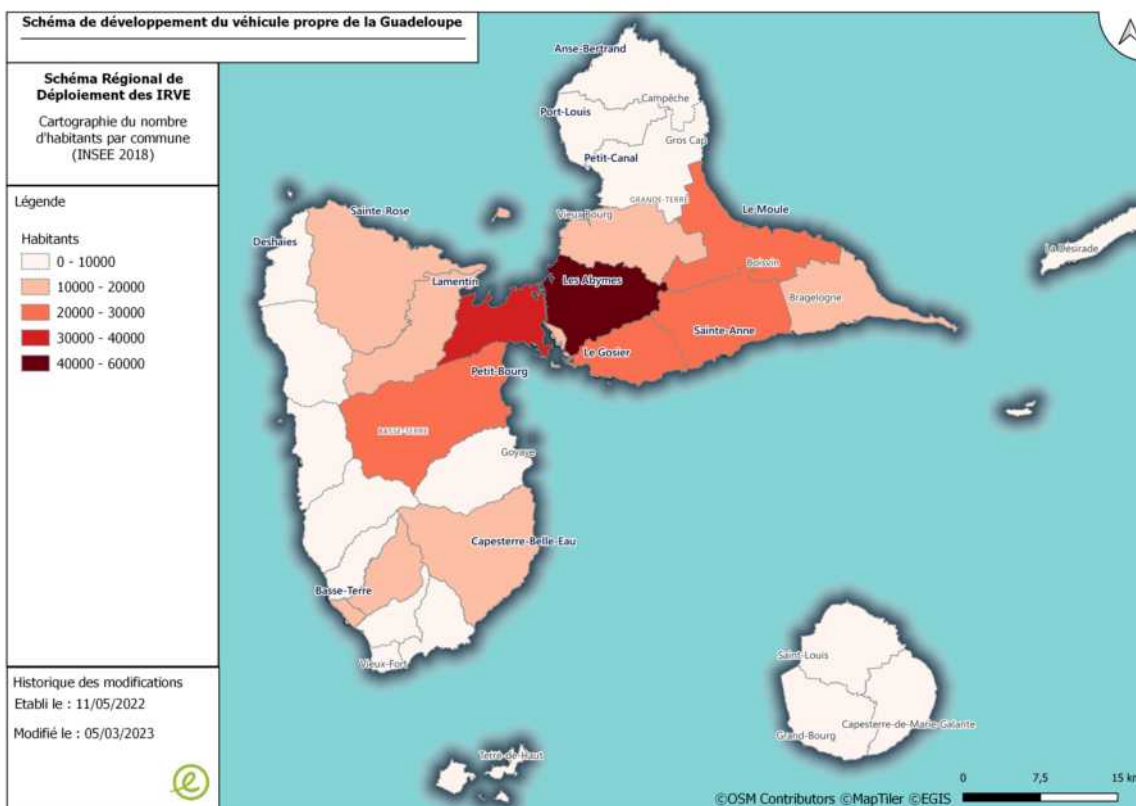 Schéma de développement du véhicule propre de la Guadeloupe
Schéma Régional de
Déploiement des IRVE
Cartographie du nombre
d'habitants par commune
(INSEE 2018)
Légende
Habitants
0 - 10000
10000 - 20000
20000 - 30000
30000 - 40000
40000 - 60000
Historique des modifications
Etabli le : 11/05/2022
Modifié le : 05/03/2023
Anse-Bertrand
Campêche
Port-Louis
Gros Cap
Petit-Canal
GRANDE-TERRE
Sainte-Rose
Vieux Bourg
Le Moule
Deshaies
La Désirade
Boisvin
Lamentin
Les Abymes
Bragelogne
Sainte-Anne
Le Gosier
Petit-Bourg
BASSE-TERRE
Goyave
Capesterre-Belle-Eau
Basse-Terre
Vieux-Fort
Saint-Louis
Capesterre-de-Marie-Galante
Grand-Bourg
Terre-de-Haut
0 7,5 15 km
©OSM Contributors ©MapTiler ©EGIS